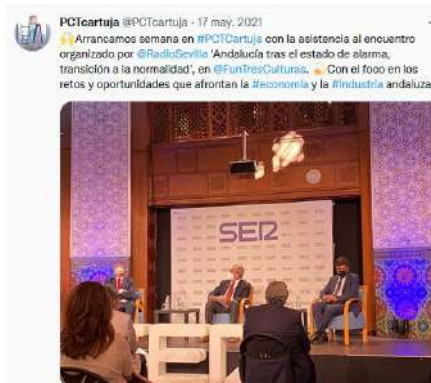 PCTcartuja @PCTcartuja · 17 may. 2021
Arrancamos semana en #PCTCartuja con la asistencia al encuentro
organizado por @RadioSevilla 'Andalucía tras el estado de alarma,
transición a la normalidad', en @FunTresCulturas. Con el foco en los
retos y oportunidades que afrontan la #economía y la #industria andaluza
SER